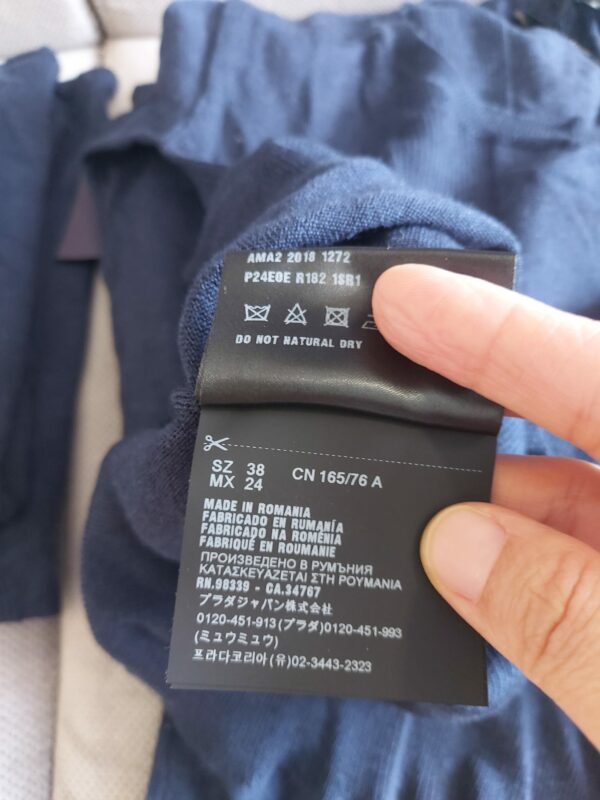 AMA2 2018 1272
P24E0E R182 1SR1
DO NOT NATURAL DRY
SZ 38
MX 24
CN 165/76 A
MADE IN ROMANIA
FABRICADO EN RUMANÍA
FABRICADO NA ROMÉNIA
FABRIQUÉ EN ROUMANIE
ПРОИЗВЕДЕНО В РУМЪНИЯ
ΚΑΤΑΣΚΕΥΑΖΕΤΑΙ ΣΤΗ ΡΟΥΜΑΝΙΑ
RN.98339 - CA.34767
プラダジャパン株式会社
0120-451-913(プラダ)0120-451-993
(ミュウミュウ)
프라다코리아(유)02-3443-2323